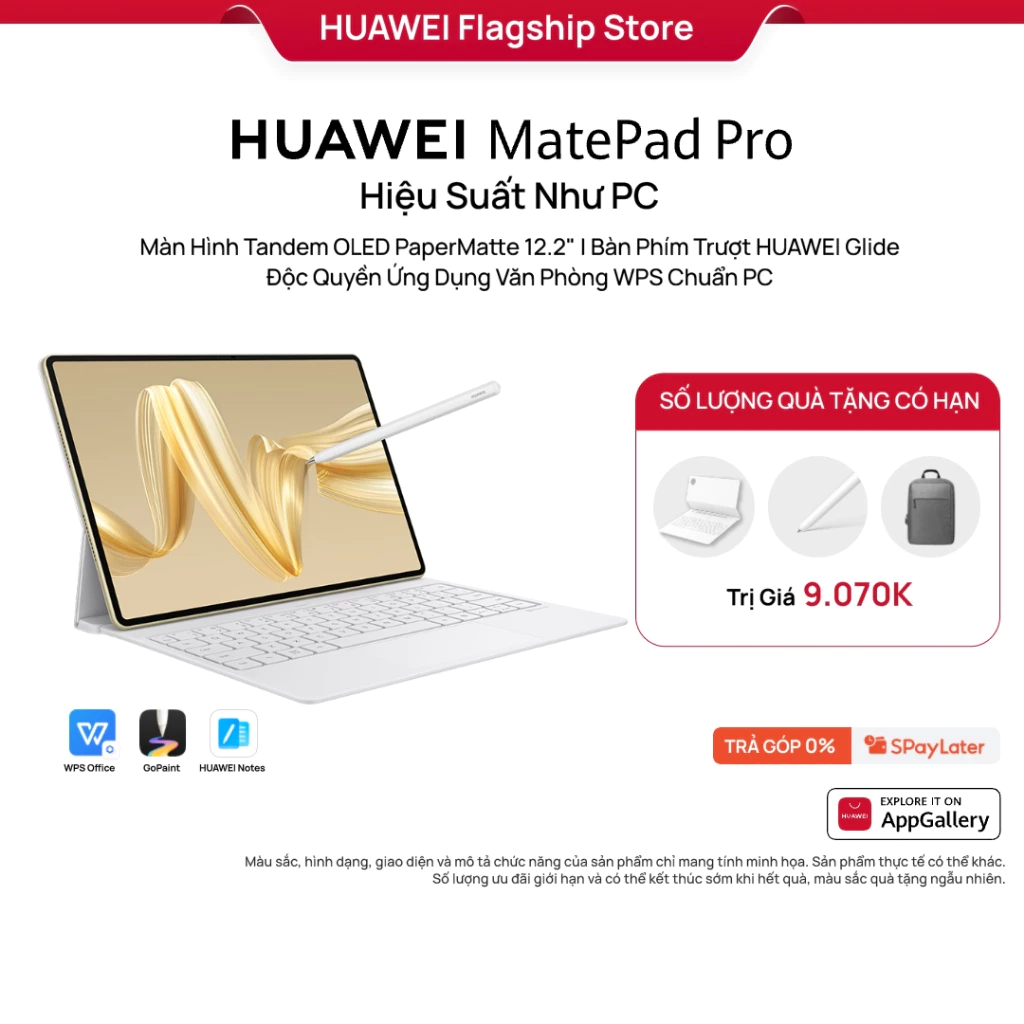 HUAWEI Flagship Store
HUAWEI MatePad Pro
Hiệu Suất Như PC
Màn Hình Tandem OLED PaperMatte 12.2" I Bàn Phím Trượt HUAWEI Glide
Độc Quyền Ứng Dụng Văn Phòng WPS Chuẩn PC
SỐ LƯỢNG QUÀ TẶNG CÓ HẠN
Trị Giá 9.070K
WPS Office
GoPaint
HUAWEI Notes
TRẢ GÓP 0% SPayLater
HUAWEI
EXPLORE IT ON
AppGallery
Màu sắc, hình dạng, giao diện và mô tả chức năng của sản phẩm chỉ mang tính minh họa. Sản phẩm thực tế có thể khác.
Số lượng ưu đãi giới hạn và có thể kết thúc sớm khi hết quà, màu sắc quà tặng ngẫu nhiên.